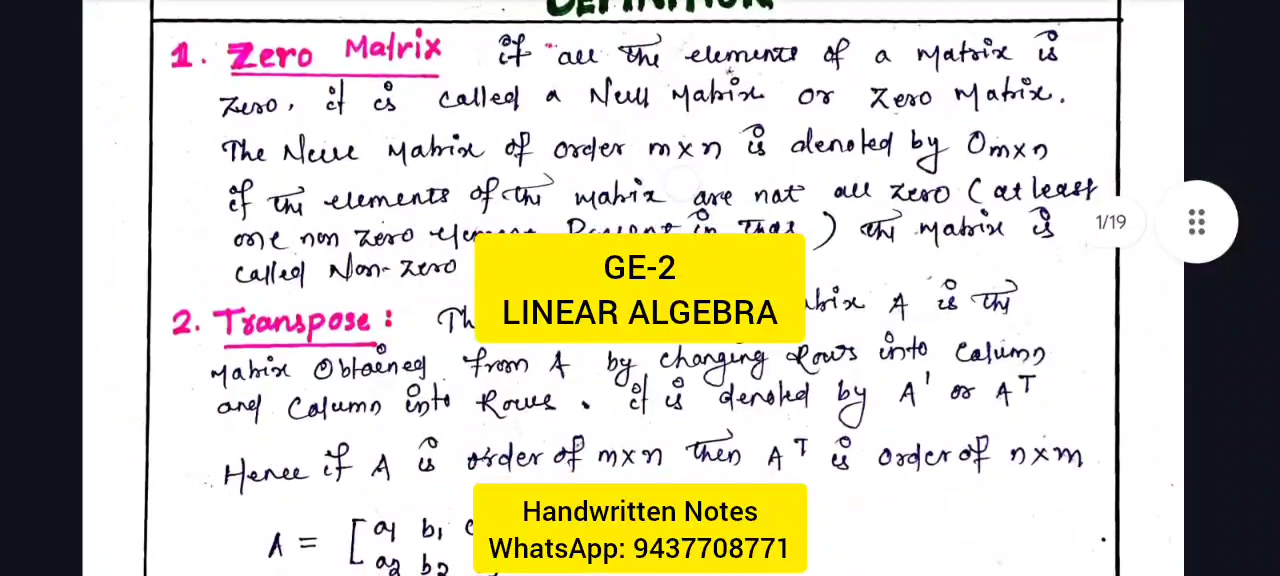 DEFINITION
1. Zero Matrix if all the elements of a matrix is
Zero, it is called a Null Matrix or Zero Matrix.
The Null Matrix of order m×n is denoted by Om×n
if the elements of the matrix are not all zero (at least
one non zero element Present in that ) the matrix is
called Non-zero
GE-2
LINEAR ALGEBRA
2. Transpose : matrix A is the
Matrix Obtained from A by changing Rows into Column
and Column into Rows. it is denoted by A' or Aᵀ
Hence if A is order of m×n then Aᵀ is order of n×m
A = [ a₁ b₁
a₂ b₂
Handwritten Notes
WhatsApp: 9437708771
1/19